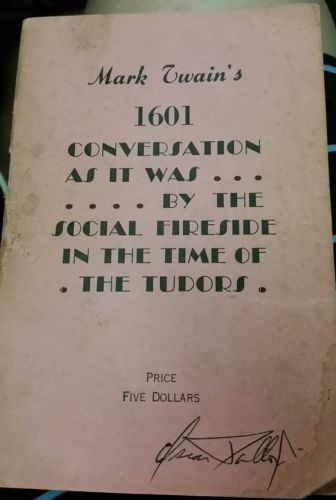 Mark Twain's
1601
CONVERSATION
AS IT WAS . . .
. . . . BY THE
SOCIAL FIRESIDE
IN THE TIME OF
. THE TUDORS .
PRICE
FIVE DOLLARS